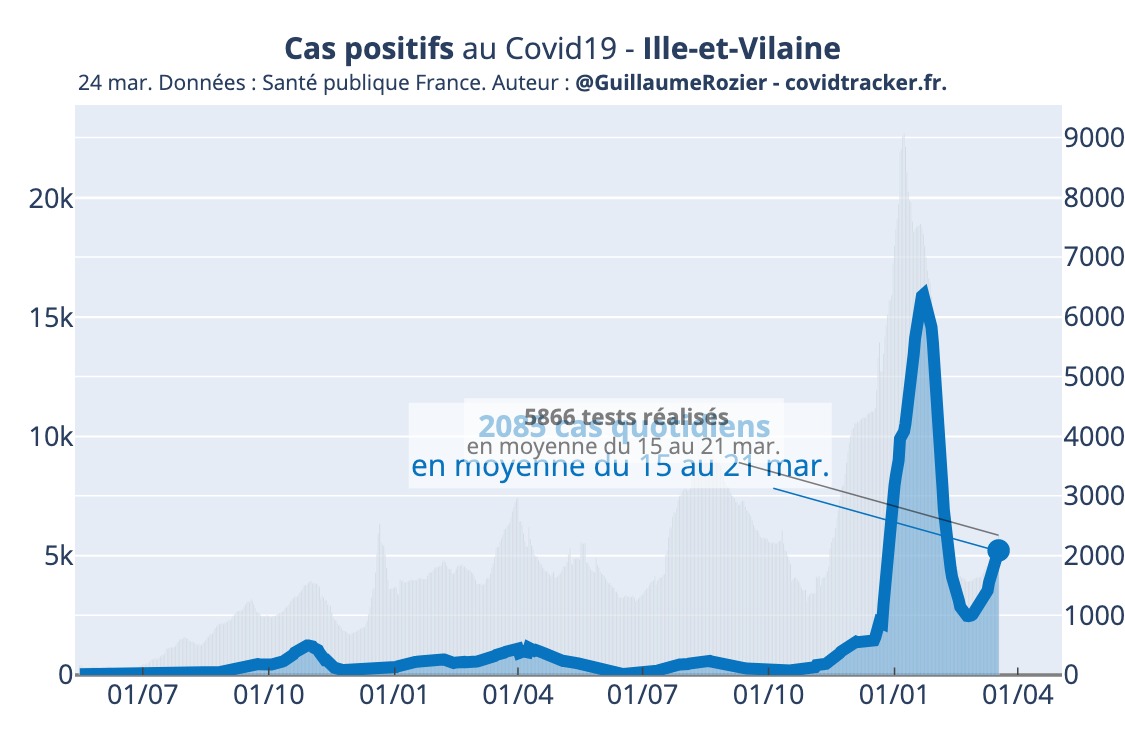 Cas positifs au Covid19 - Ille-et-Vilaine
24 mar. Données : Santé publique France. Auteur : @GuillaumeRozier - covidtracker.fr.
9000
20k
8000
7000
15k
6000
5000
5866 tests réalisés
2085 cas quotidiens
10k
4000
en moyenne du 15 au 21 mar.
en moyenne du 15 au 21 mar.
3000
5k
2000
1000
0
0
01/07
01/10
01/01
01/04
01/07
01/10
01/01
01/04